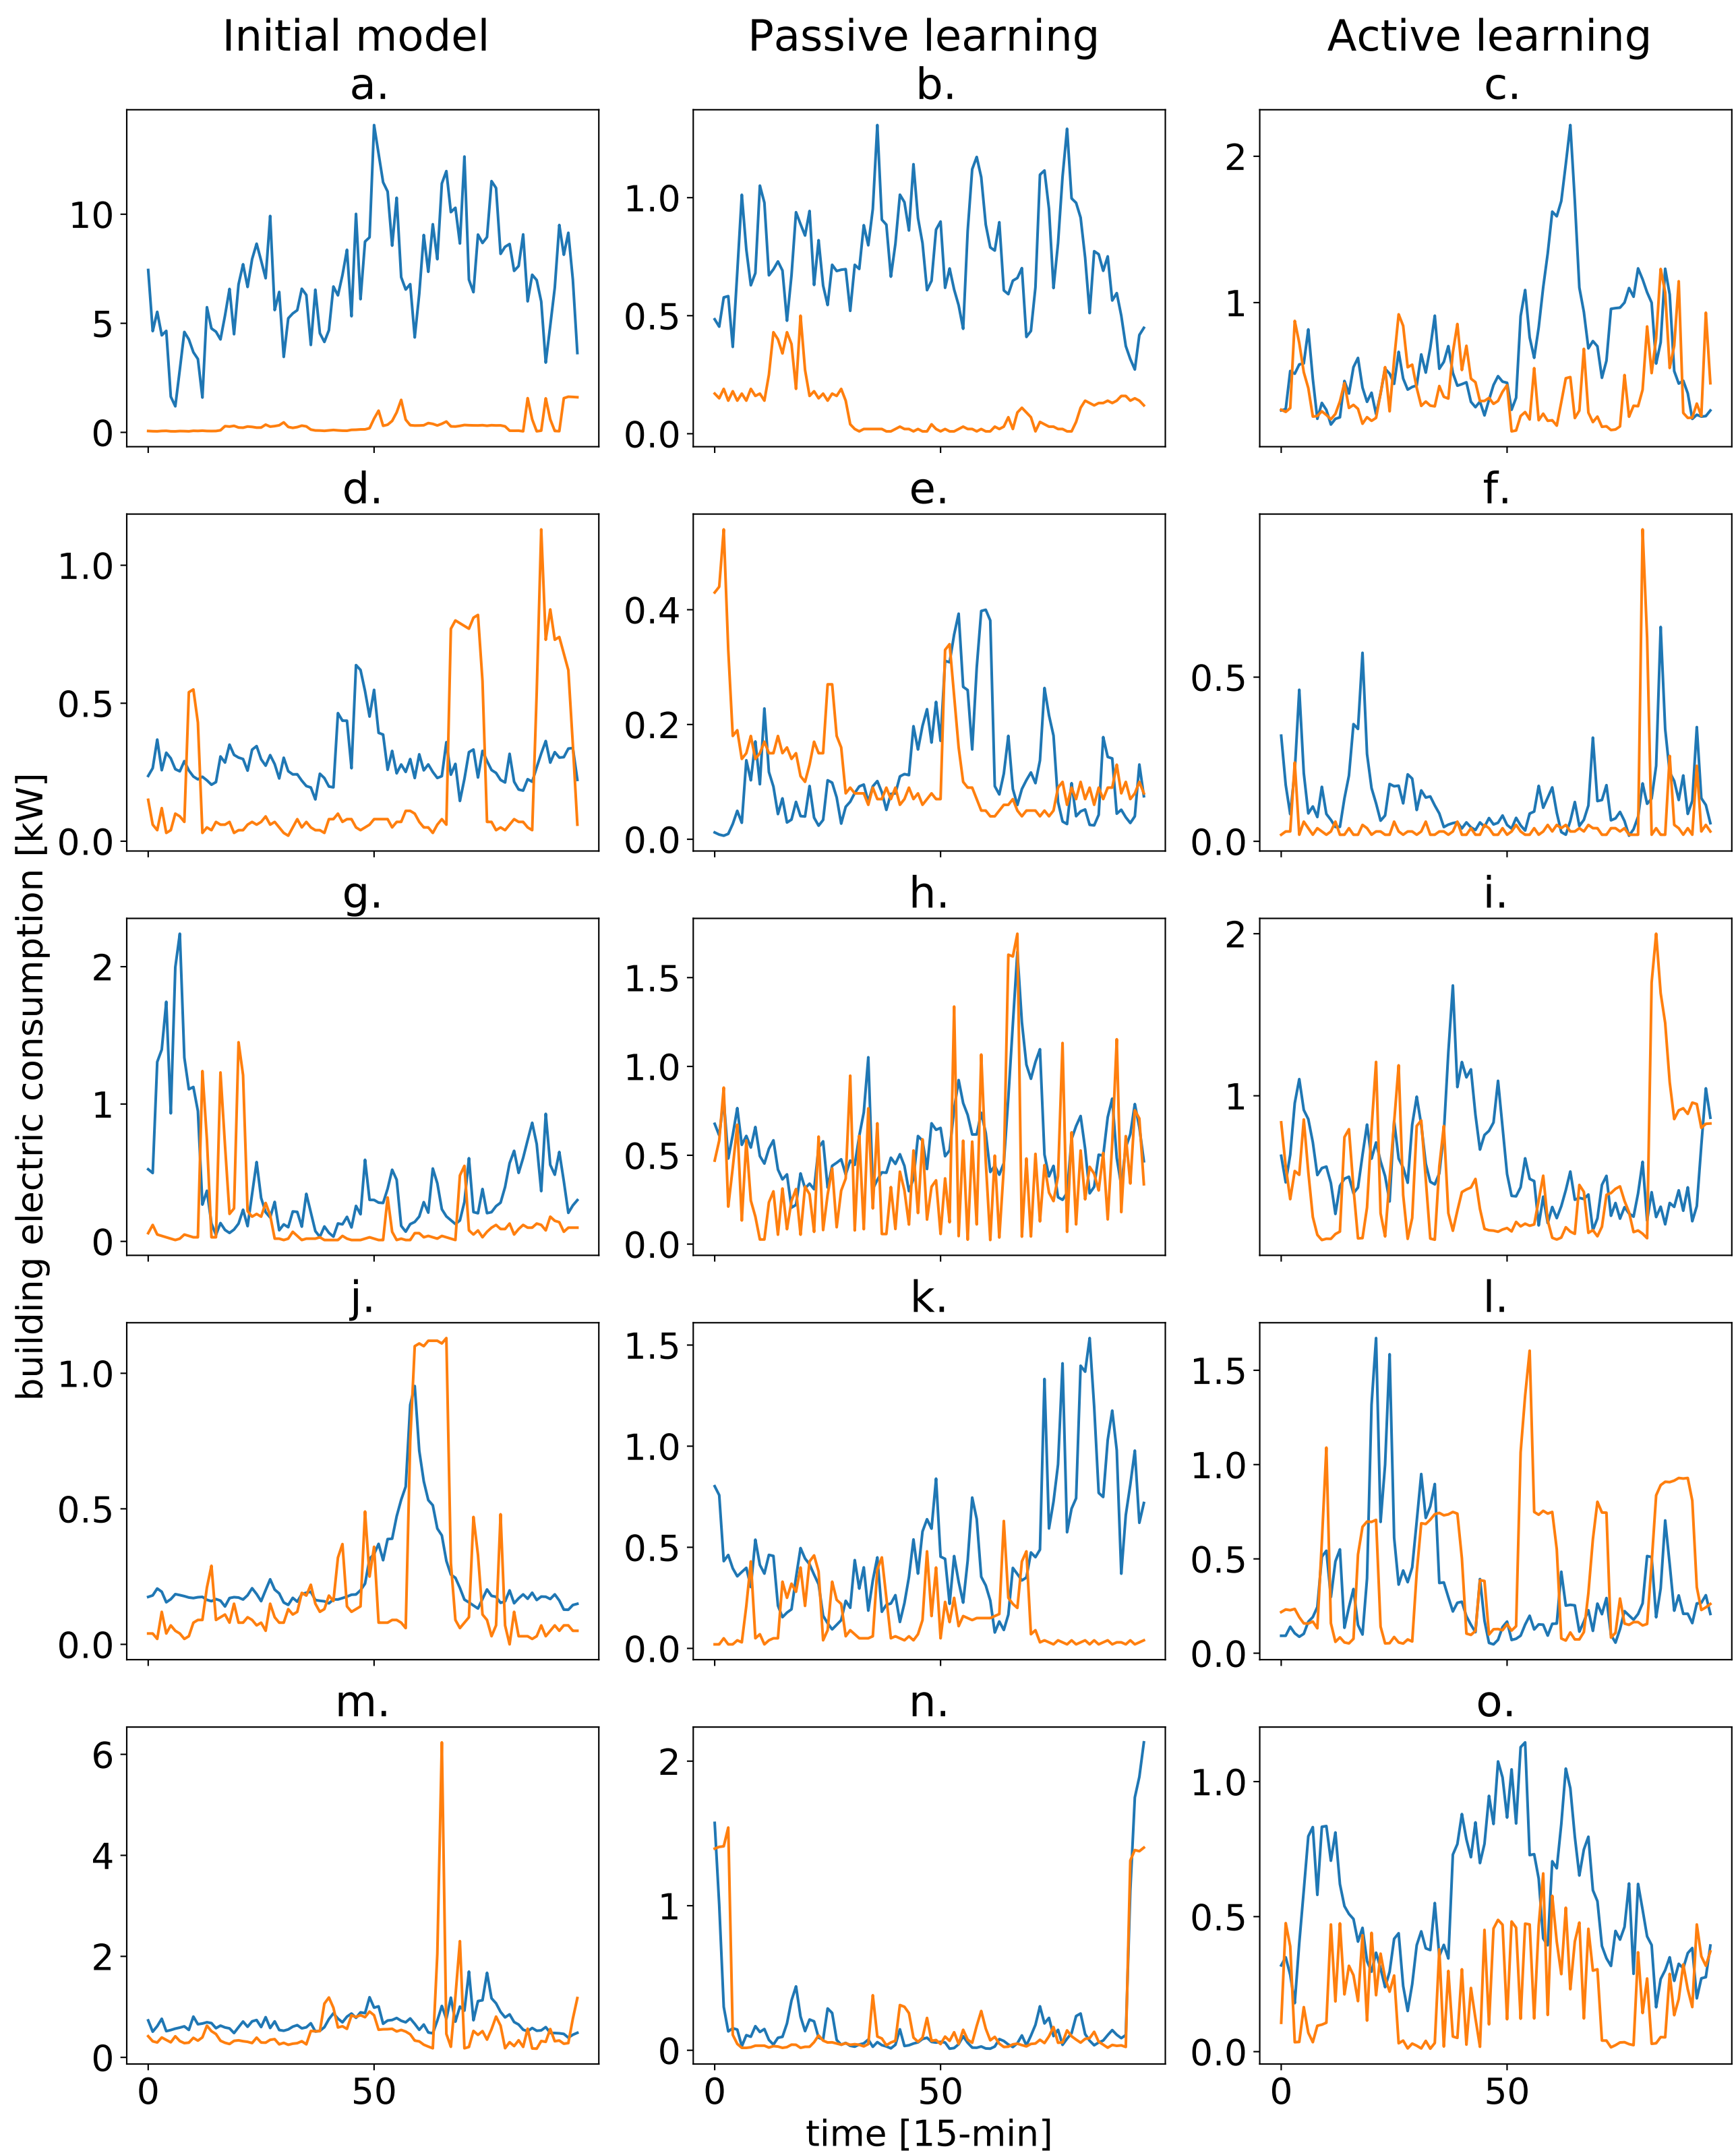 Initial model Passive learning Active learning
a. b. c.
10 1.0 2
5 0.5 1
0 0.0
d. e. f.
1.0 0.4 0.5
0.5 0.2
0.0 0.0 0.0
g. h. i.
2 1.5 2
1 1.0 1
0 0.5
0.0
j. k. l.
1.0 1.5 1.5
0.5 1.0 1.0
0.0 0.5 0.5
0.0 0.0
m. n. o.
6 2 1.0
4 1 0.5
2 0 0.0
0
0 50 0 50 0 50
time [15-min]
building electric consumption [kW]